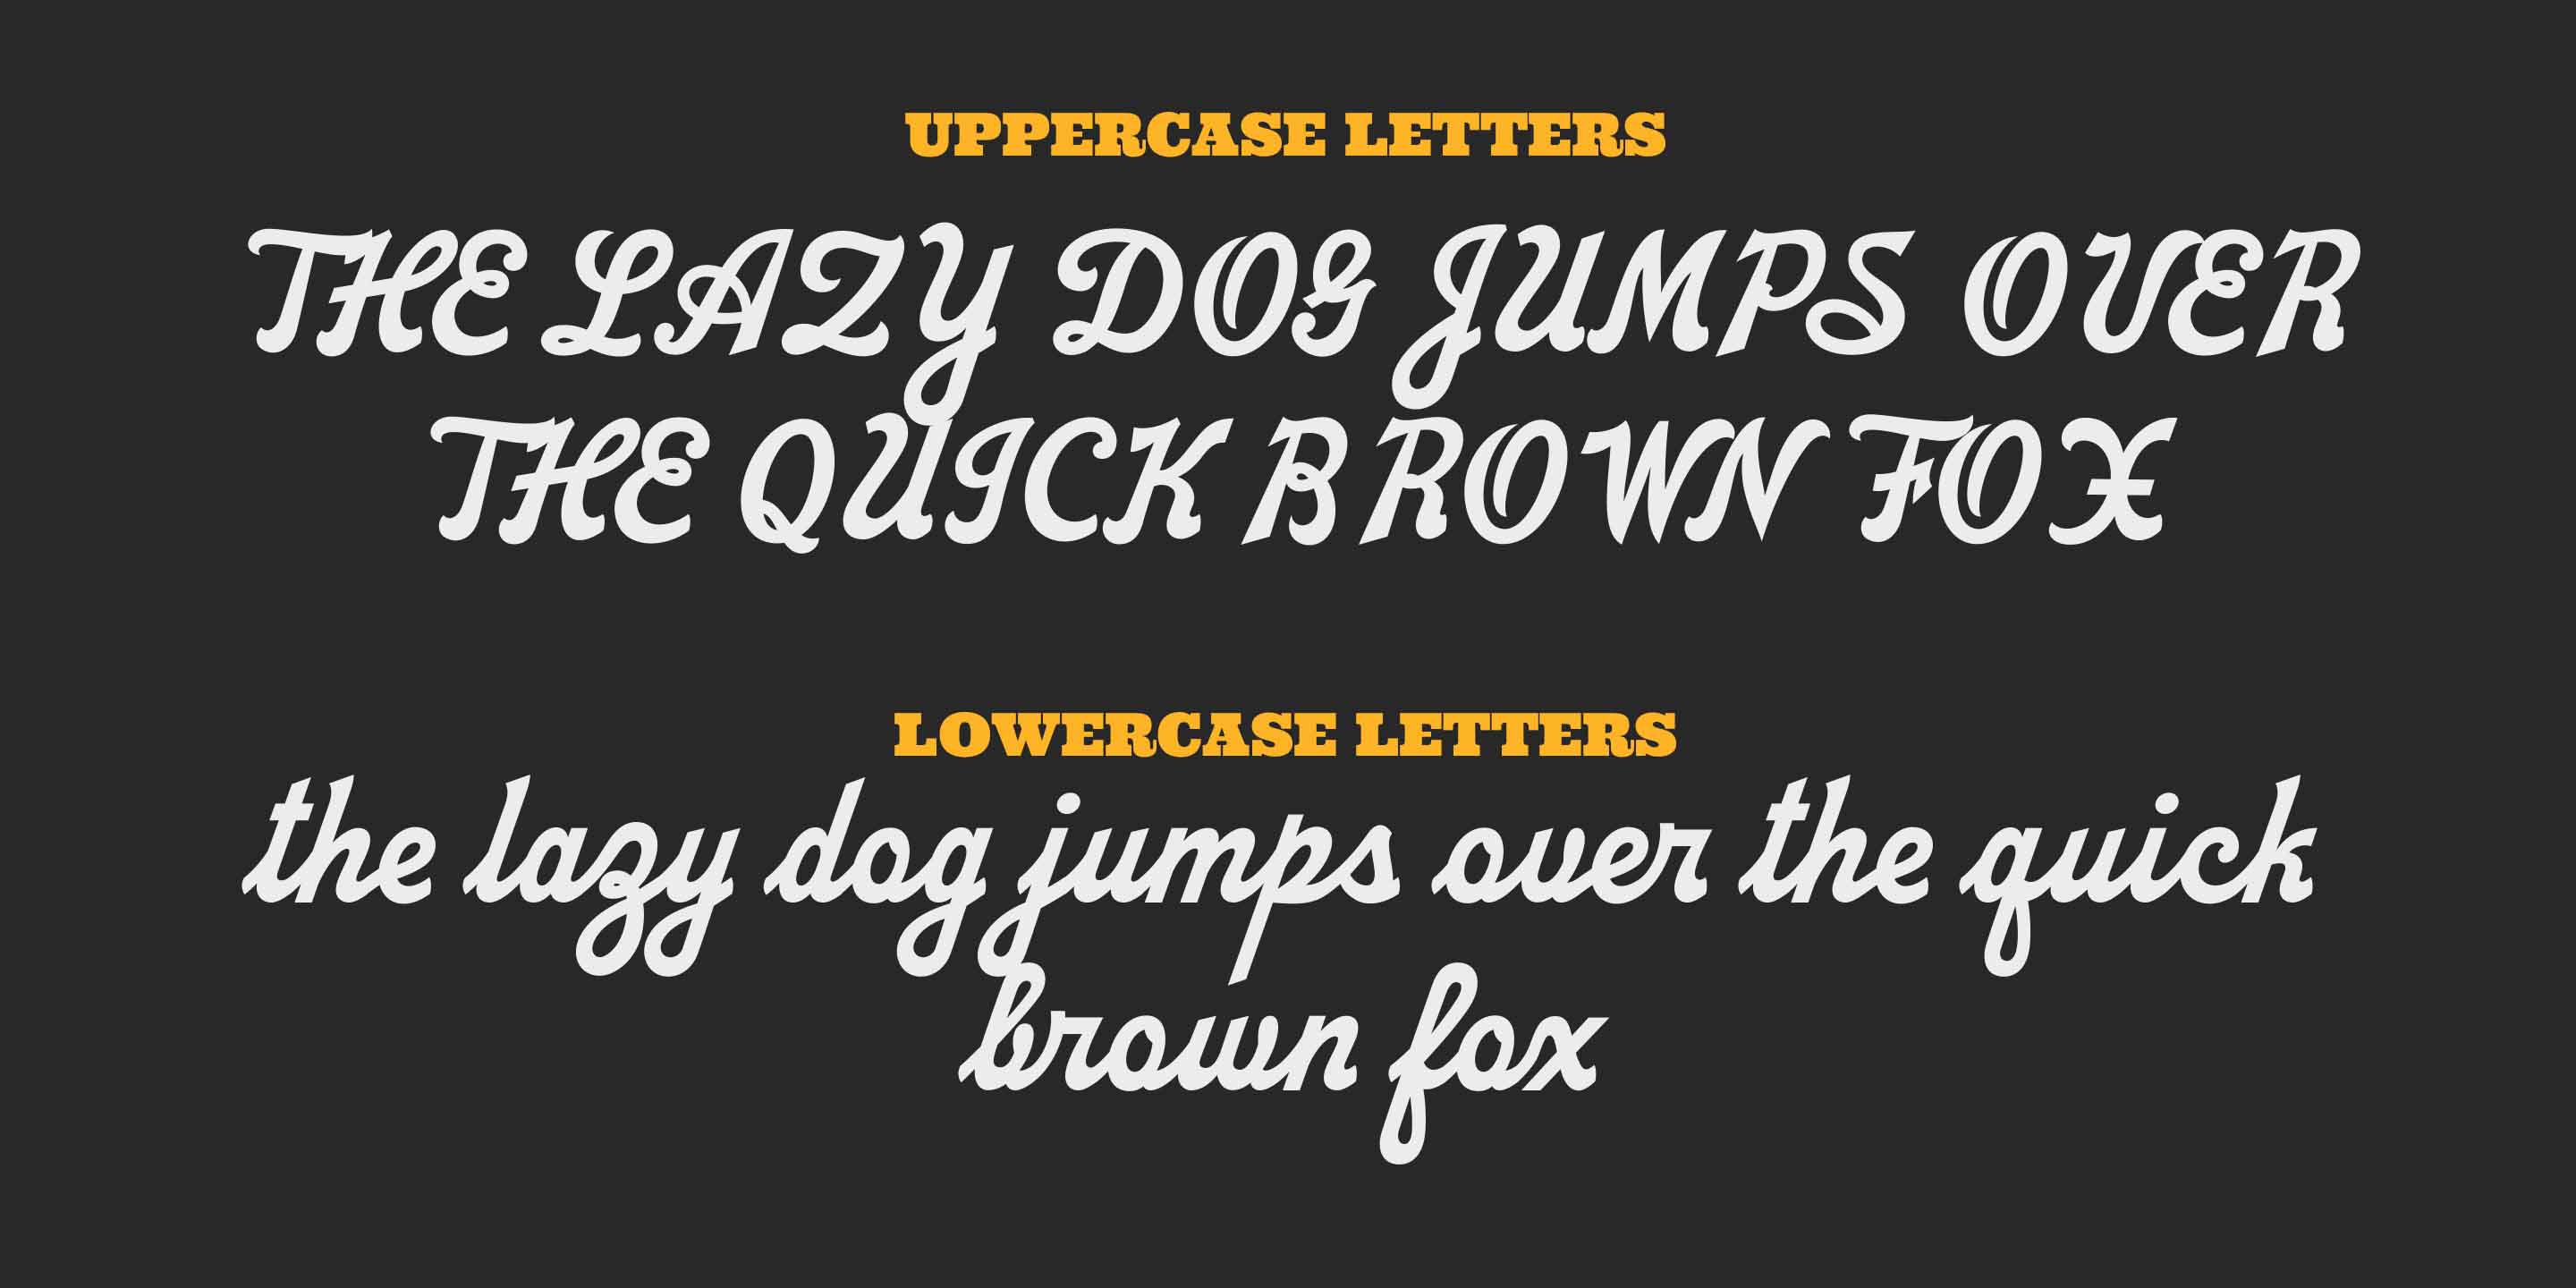 UPPERCASE LETTERS
THE LAZY DOG JUMPS OVER
THE QUICK BROWN FOX
LOWERCASE LETTERS
the lazy dog jumps over the quick
brown fox